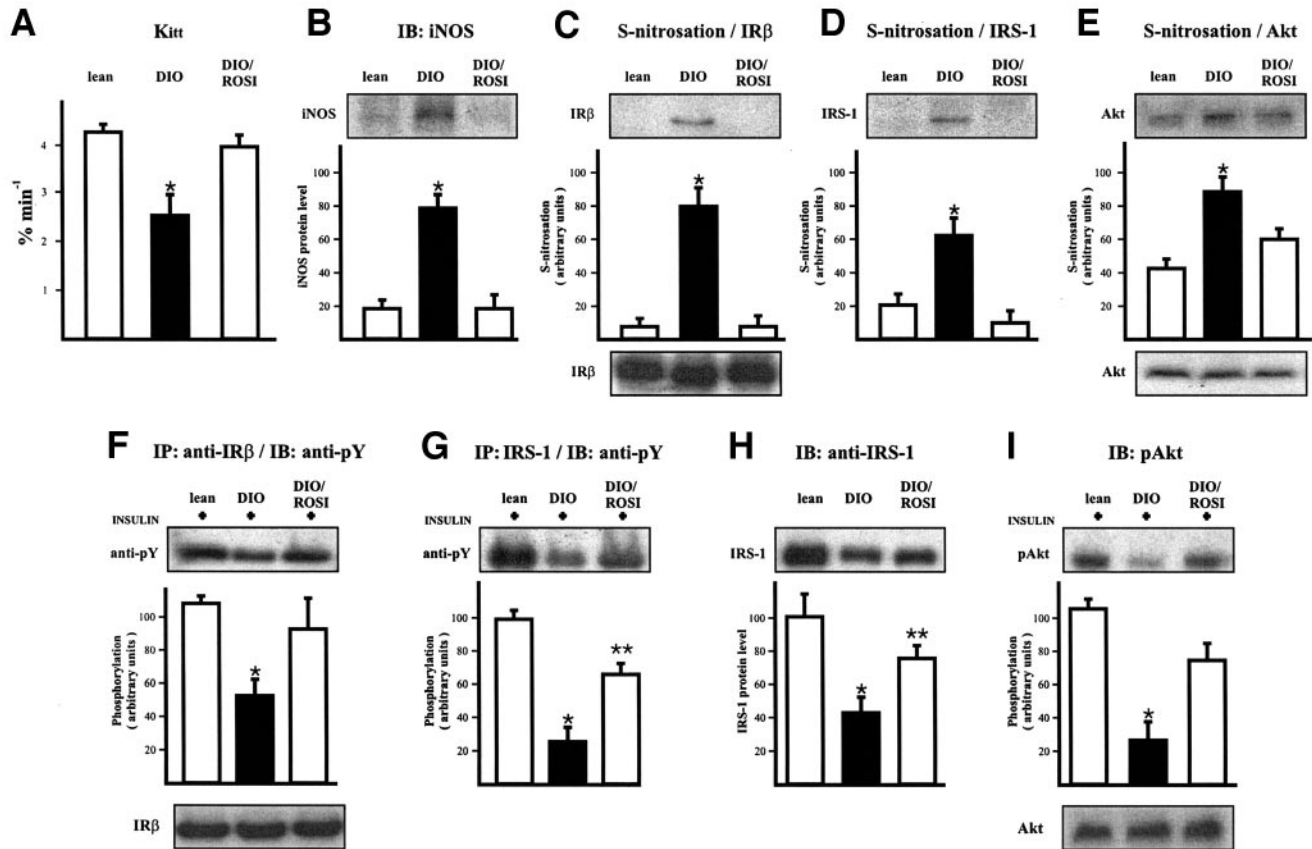 A
Kitt
lean
DIO
DIO/
ROSI
% min⁻¹
4
3
2
1
*
B
IB: iNOS
lean
DIO
DIO/
ROSI
iNOS
iNOS protein level
100
80
60
40
20
*
C
S-nitrosation / IRβ
lean
DIO
DIO/
ROSI
IRβ
S-nitrosation
( arbitrary units )
100
80
60
40
20
*
IRβ
D
S-nitrosation / IRS-1
lean
DIO
DIO/
ROSI
IRS-1
S-nitrosation
( arbitrary units )
100
80
60
40
20
*
E
S-nitrosation / Akt
lean
DIO
DIO/
ROSI
Akt
S-nitrosation
( arbitrary units )
100
80
60
40
20
*
Akt
F
IP: anti-IRβ / IB: anti-pY
lean
DIO
DIO/
ROSI
INSULIN + + +
anti-pY
Phosphorylation
( arbitrary units )
100
80
60
40
20
*
IRβ
G
IP: IRS-1 / IB: anti-pY
lean
DIO
DIO/
ROSI
INSULIN + + +
anti-pY
Phosphorylation
( arbitrary units )
100
80
60
40
20
*
**
H
IB: anti-IRS-1
lean
DIO
DIO/
ROSI
IRS-1
IRS-1 protein level
100
80
60
40
20
*
**
I
IB: pAkt
lean
DIO
DIO/
ROSI
INSULIN + + +
pAkt
Phosphorylation
( arbitrary units )
100
80
60
40
20
*
Akt